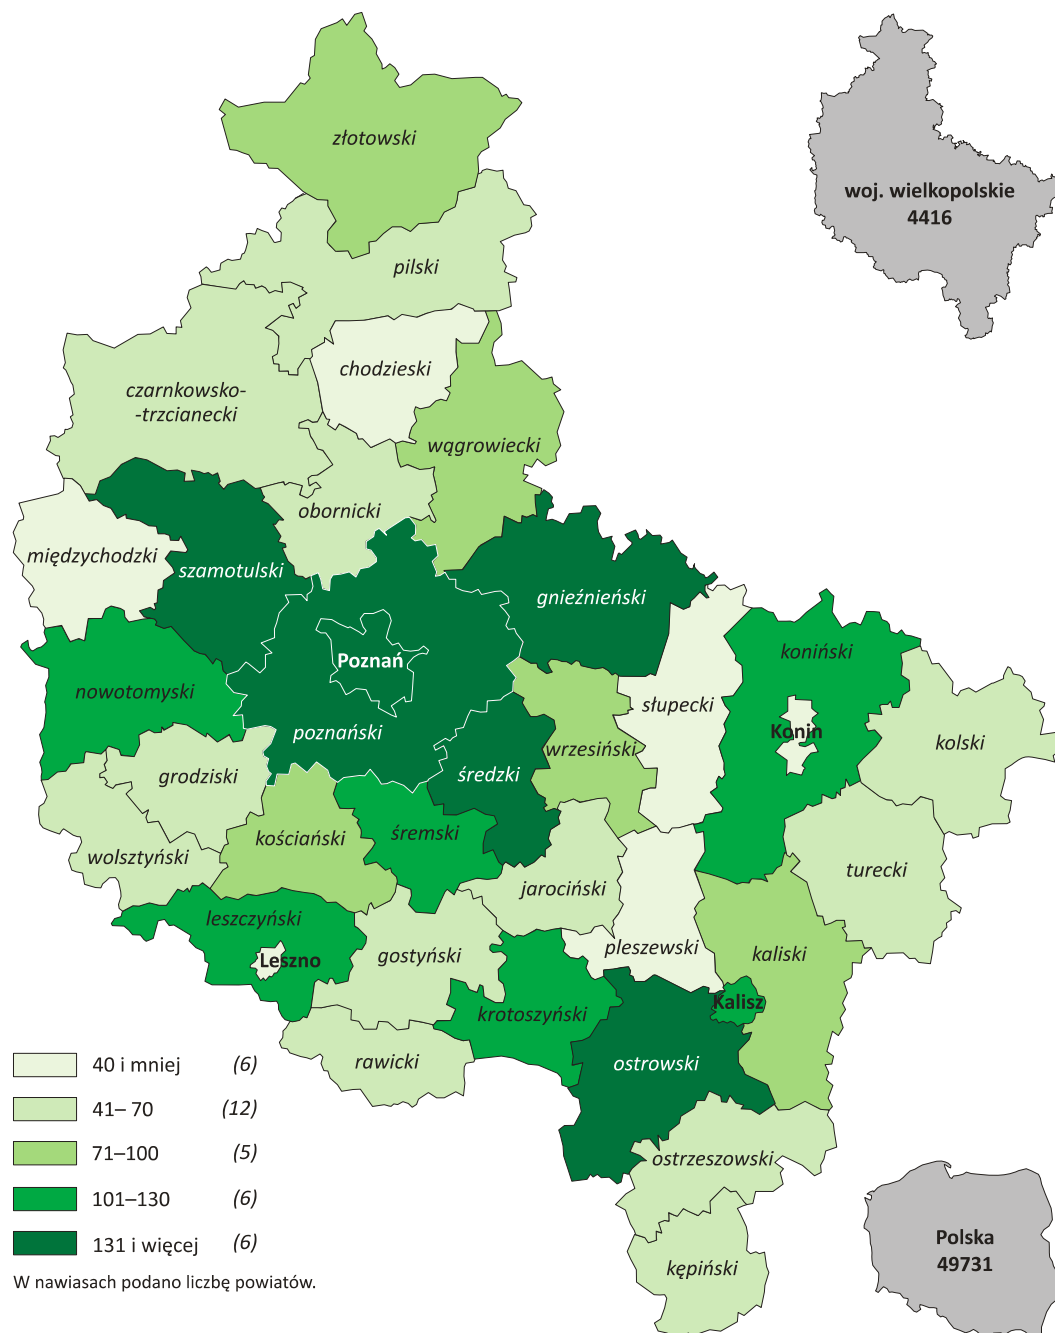 złotowski
woj. wielkopolskie
4416
pilski
chodzieski
czarnkowsko-
-trzcianecki
wągrowiecki
obornicki
międzychodzki
szamotulski
gnieźnieński
Poznań
koniński
nowotomyski
słupecki
poznański
Konin
wrzesiński
kolski
grodziski
średzki
kościański
śremski
wolsztyński
jarociński
turecki
leszczyński
pleszewski
kaliski
gostyński
Leszno
Kalisz
krotoszyński
rawicki
ostrowski
40 i mniej (6)
41– 70 (12)
71–100 (5)
101–130 (6)
131 i więcej (6)
W nawiasach podano liczbę powiatów.
ostrzeszowski
kępiński
Polska
49731